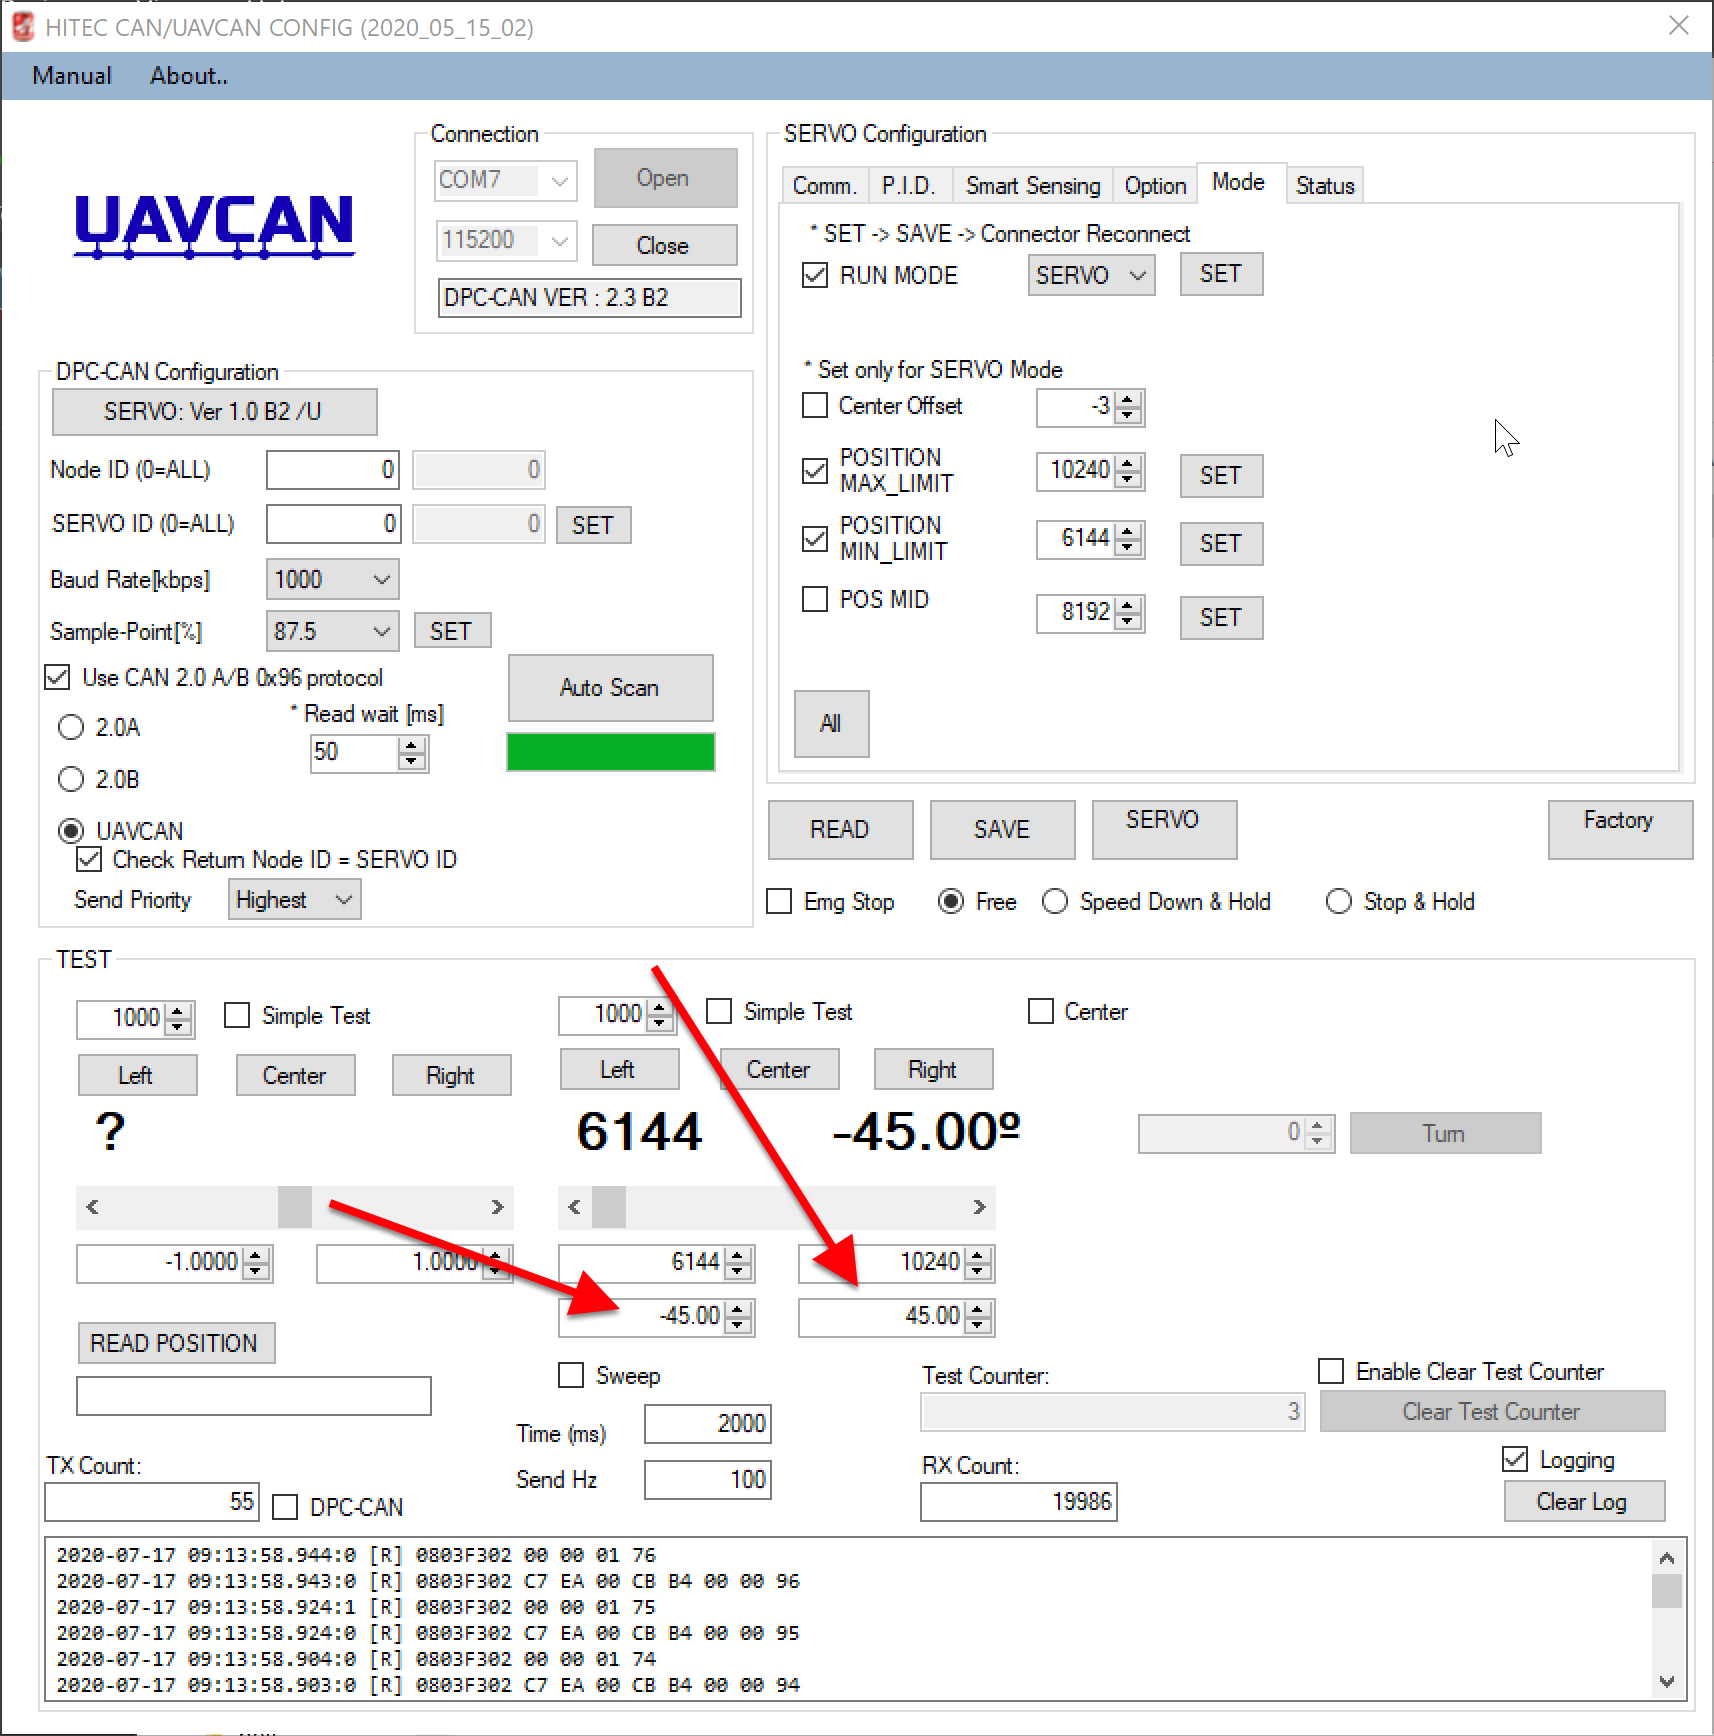 HITEC CAN/UAVCAN CONFIG (2020_05_15_02)
Manual About..
UAVCAN
Connection
COM7 Open
115200 Close
DPC-CAN VER : 2.3 B2
DPC-CAN Configuration
SERVO: Ver 1.0 B2 /U
Node ID (0=ALL) 0 0
SERVO ID (0=ALL) 0 0 SET
Baud Rate[kbps] 1000
Sample-Point[%] 87.5 SET
Use CAN 2.0 A/B 0x96 protocol
Auto Scan
2.0A
* Read wait [ms]
50
2.0B
UAVCAN
Check Return Node ID = SERVO ID
Send Priority Highest
SERVO Configuration
Comm. P.I.D. Smart Sensing Option Mode Status
* SET -> SAVE -> Connector Reconnect
RUN MODE SERVO SET
* Set only for SERVO Mode
Center Offset -3
POSITION
MAX_LIMIT 10240 SET
POSITION
MIN_LIMIT 6144 SET
POS MID 8192 SET
All
READ SAVE SERVO Factory
Emg Stop Free Speed Down & Hold Stop & Hold
TEST
1000 Simple Test 1000 Simple Test Center
Left Center Right Left Center Right
? 6144 -45.00º 0 Turn
< > < >
-1.0000 1.0000 6144 10240
-45.00 45.00
READ POSITION
Sweep Test Counter: Enable Clear Test Counter
3 Clear Test Counter
Time (ms) 2000
Send Hz 100
TX Count: RX Count: Logging
55 DPC-CAN 19986 Clear Log
2020-07-17 09:13:58.944:0 [R] 0803F302 00 00 01 76
2020-07-17 09:13:58.943:0 [R] 0803F302 C7 EA 00 CB B4 00 00 96
2020-07-17 09:13:58.924:1 [R] 0803F302 00 00 01 75
2020-07-17 09:13:58.924:0 [R] 0803F302 C7 EA 00 CB B4 00 00 95
2020-07-17 09:13:58.904:0 [R] 0803F302 00 00 01 74
2020-07-17 09:13:58.903:0 [R] 0803F302 C7 EA 00 CB B4 00 00 94